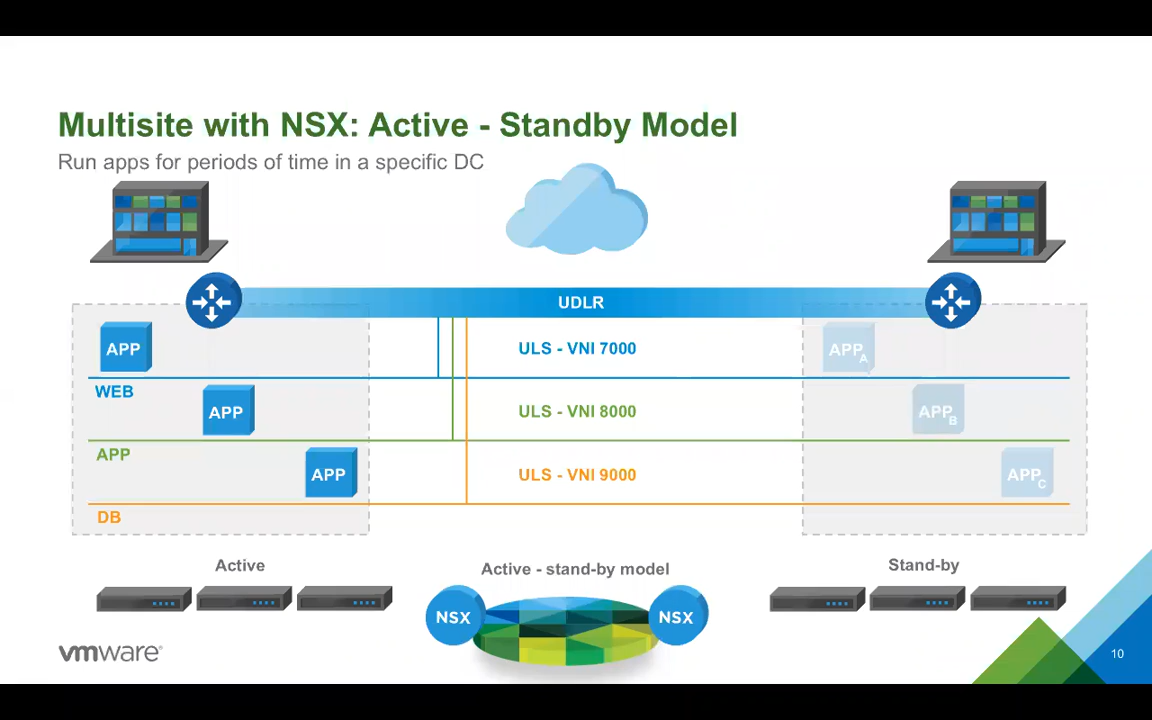 Multisite with NSX: Active - Standby Model
Run apps for periods of time in a specific DC
UDLR
APP
ULS - VNI 7000
APP A
WEB
APP
ULS - VNI 8000
APP B
APP
APP
ULS - VNI 9000
APP C
DB
Active
Active - stand-by model
Stand-by
NSX
NSX
vmware®
10